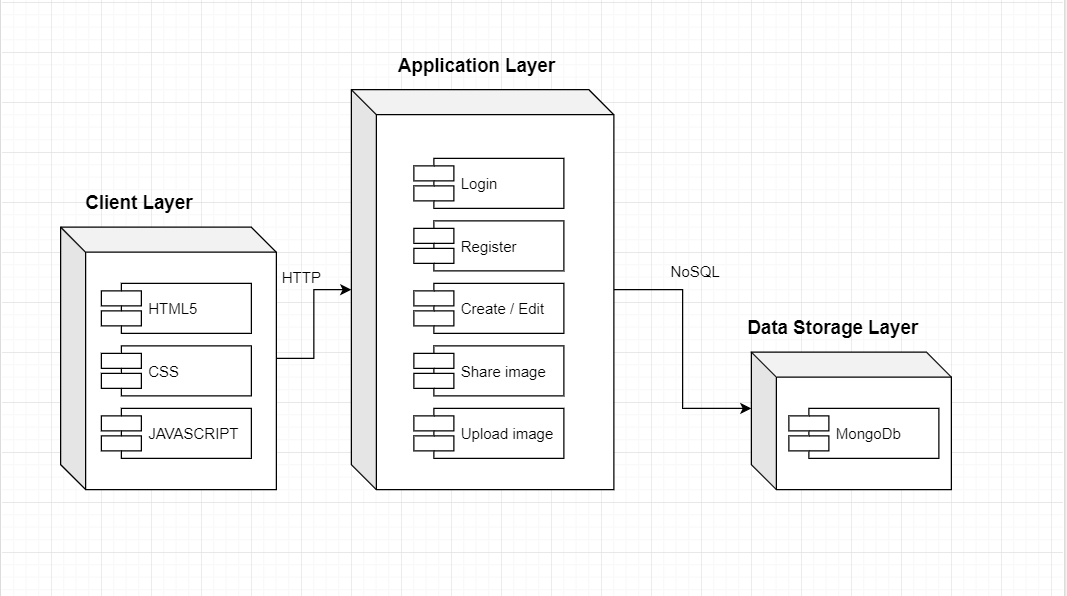 Application Layer
Login
Register
Create / Edit
Share image
Upload image
Client Layer
HTML5
CSS
JAVASCRIPT
HTTP
NoSQL
Data Storage Layer
MongoDb